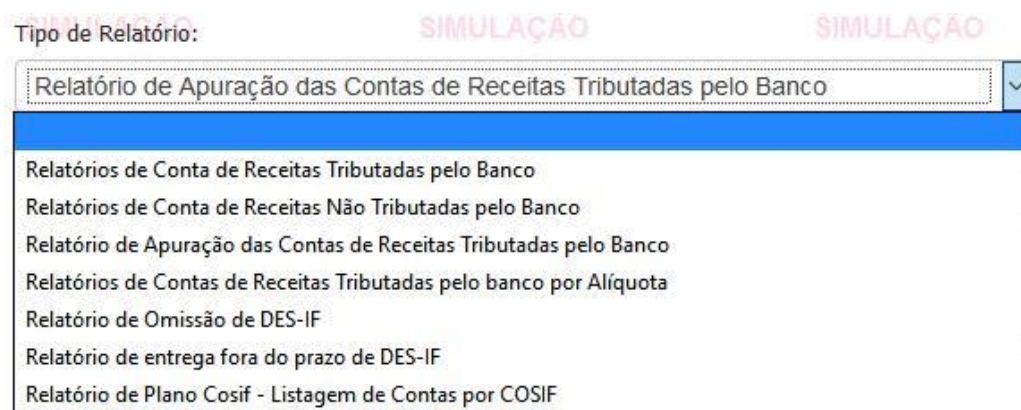 SIMULAÇÃO SIMULAÇÃO SIMULAÇÃO
Tipo de Relatório:
Relatório de Apuração das Contas de Receitas Tributadas pelo Banco
Relatórios de Conta de Receitas Tributadas pelo Banco
Relatórios de Conta de Receitas Não Tributadas pelo Banco
Relatório de Apuração das Contas de Receitas Tributadas pelo Banco
Relatórios de Contas de Receitas Tributadas pelo banco por Alíquota
Relatório de Omissão de DES-IF
Relatório de entrega fora do prazo de DES-IF
Relatório de Plano Cosif - Listagem de Contas por COSIF